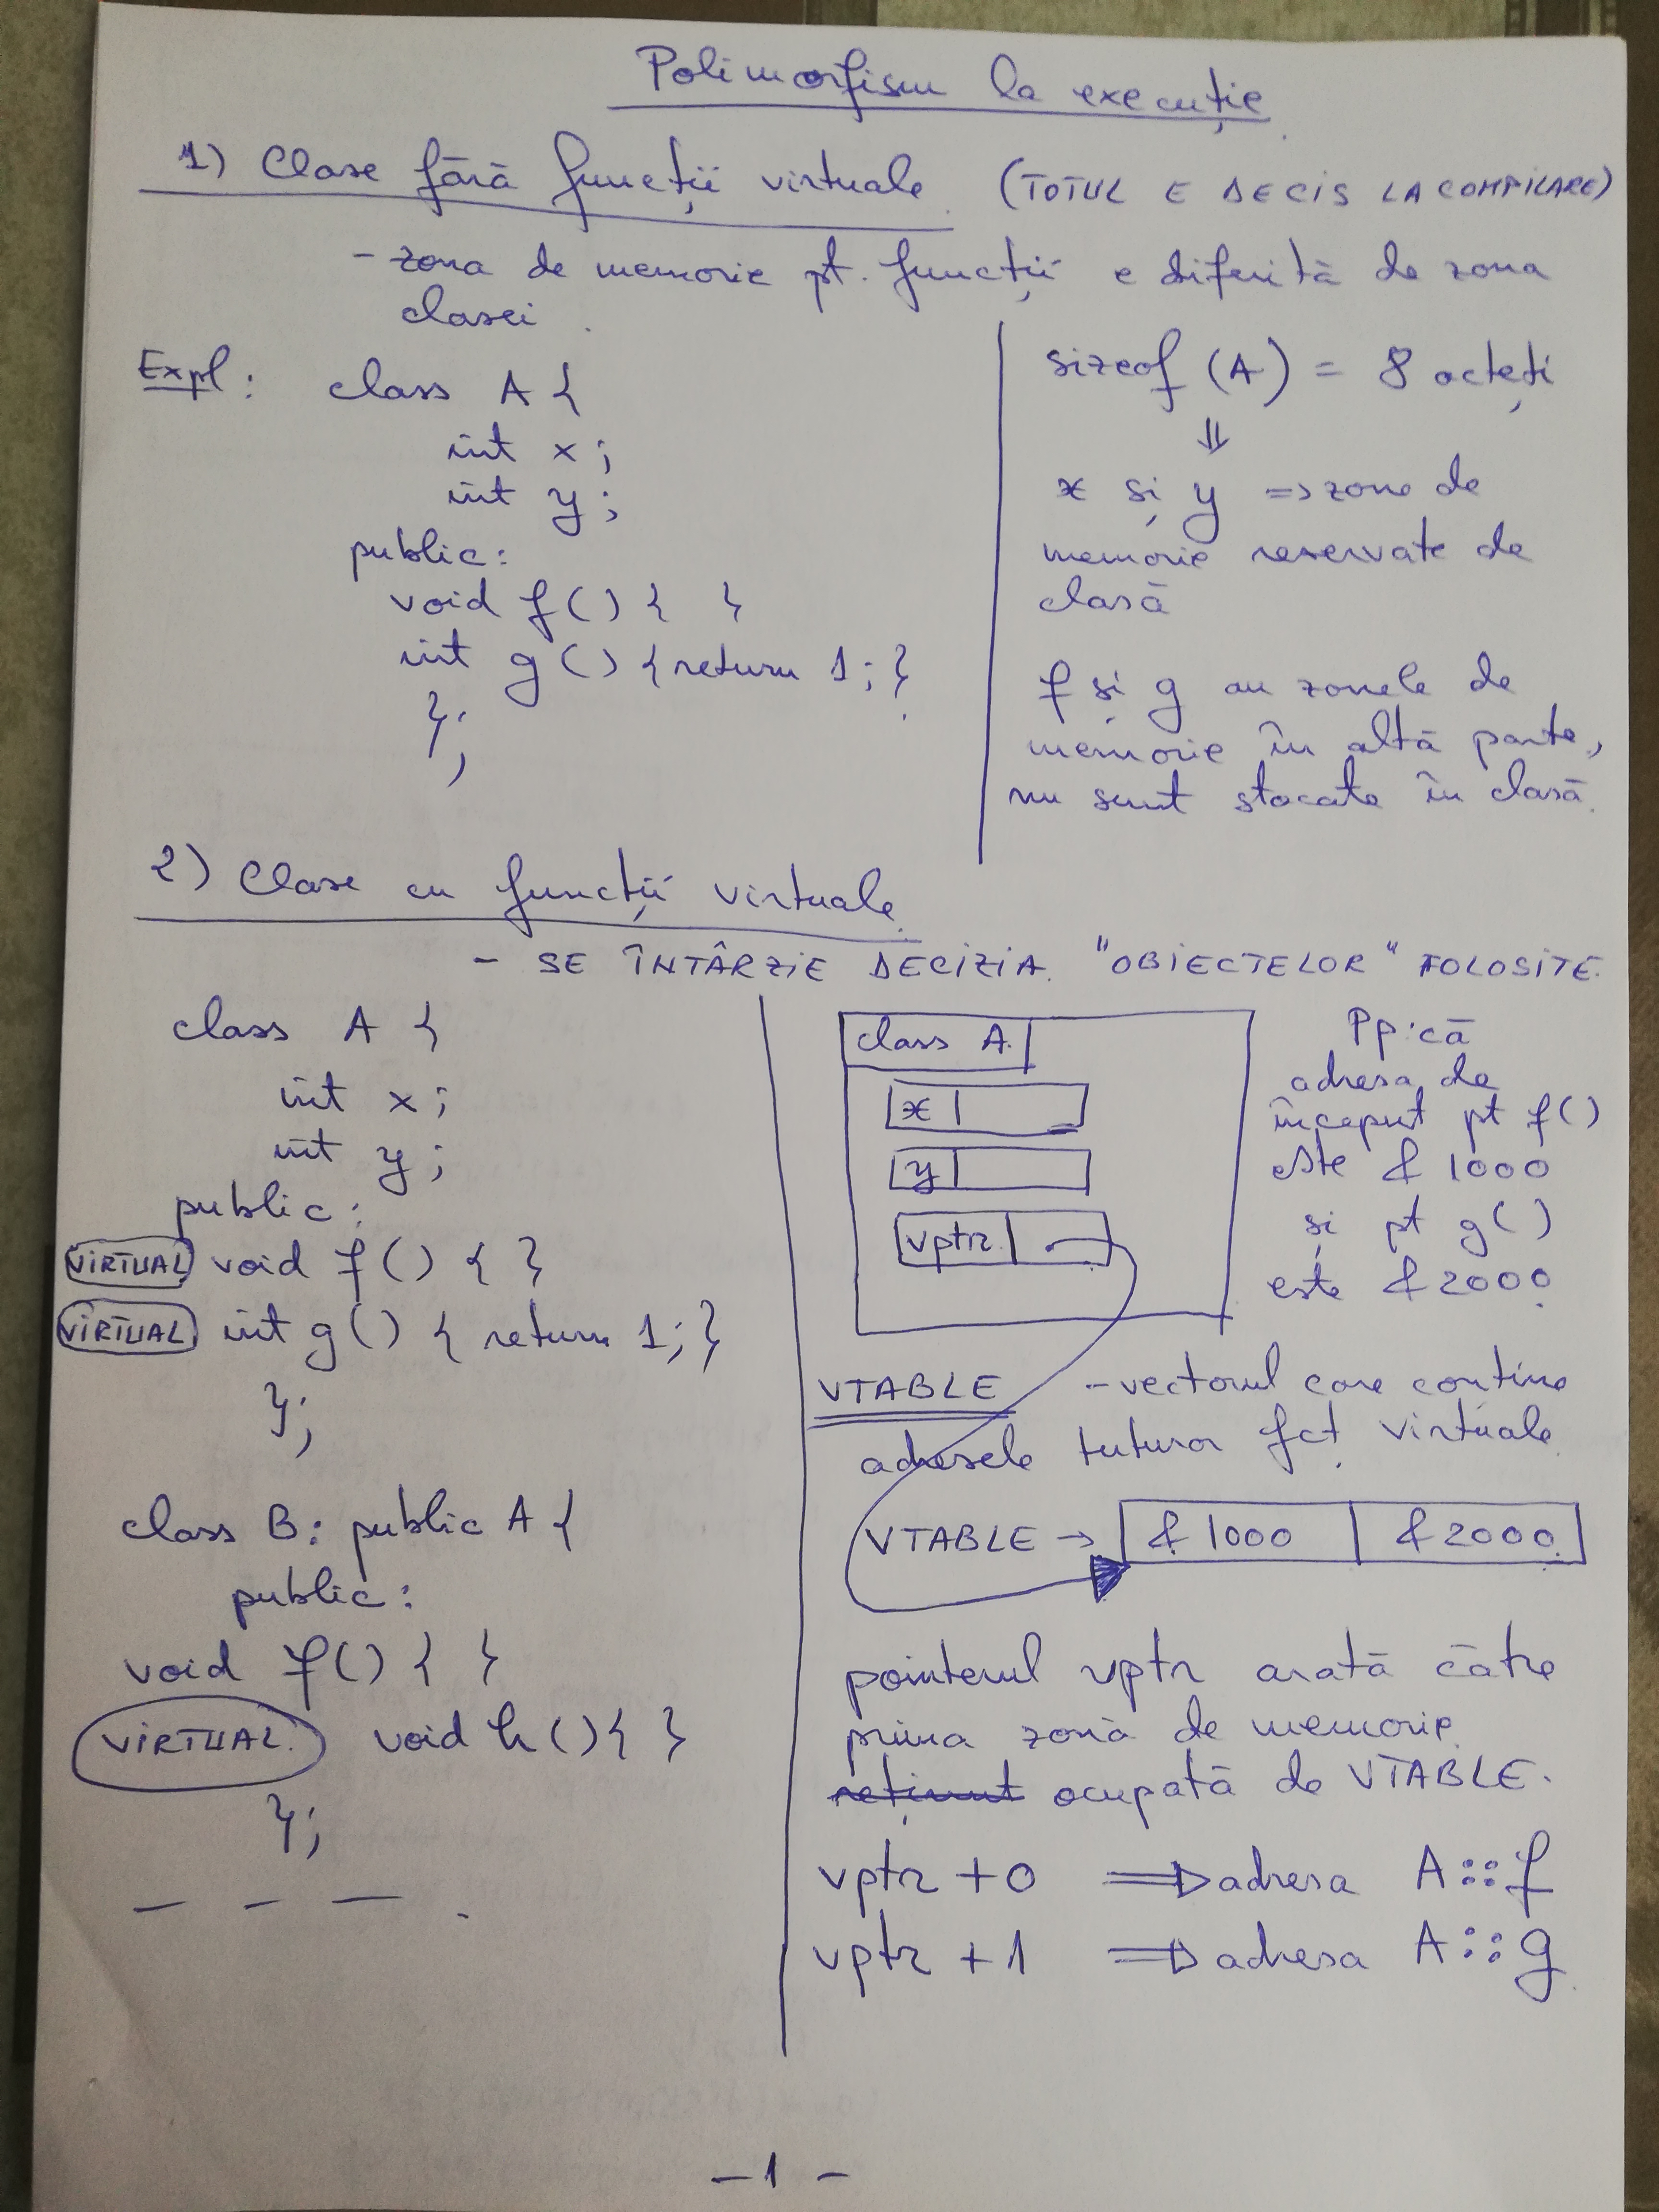 Polimorfism la execuție
1) Clase fără funcții virtuale (TOTUL E DECIS LA COMPILARE)
- zona de memorie pt. funcții e diferită de zona
clasei.
Expl: class A {
int x;
int y;
public:
void f() { }
int g() {return 1;}
};
sizeof (A) = 8 octeți
⇓
x și y => zone de
memorie rezervate de
clasă
f și g au zonele de
memorie în altă parte,
nu sunt stocate în clasă.
2) Clase cu funcții virtuale.
- SE ÎNTÂRZIE DECIZIA "OBIECTELOR" FOLOSITE.
class A {
int x;
int y;
public:
VIRTUAL void f() { }
VIRTUAL int g() { return 1; }
};
class B: public A {
public:
void f() { }
VIRTUAL void h() { }
};
_ _ _ .
class A
x
y
vptr
Pp. că
adresa de
început pt f()
este & 1000
și pt g()
este & 2000
VTABLE - vectorul care conține
adresele tuturor fct. virtuale
VTABLE → & 1000 | & 2000
pointerul vptr arată către
prima zonă de memorie
reținut ocupată de VTABLE.
vptr + 0 ⟹ adresa A::f
vptr + 1 ⟹ adresa A::g
- 1 -